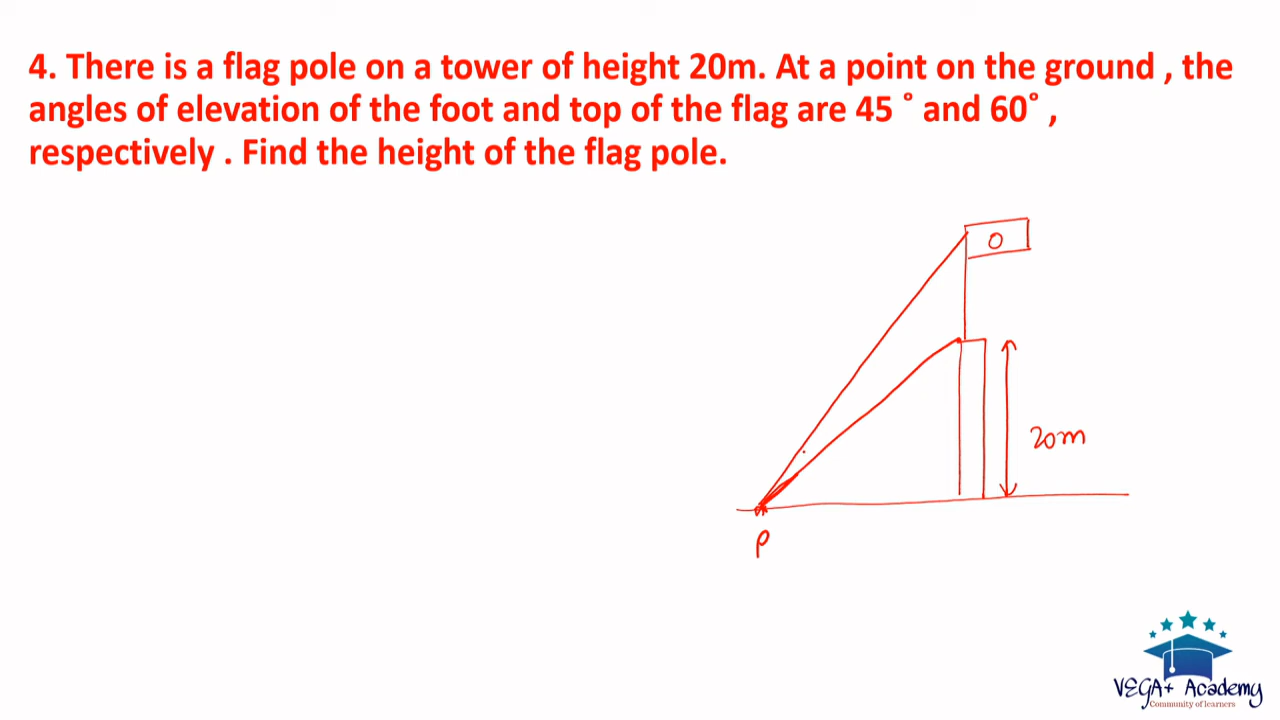 4. There is a flag pole on a tower of height 20m. At a point on the ground , the
angles of elevation of the foot and top of the flag are 45 ° and 60° ,
respectively . Find the height of the flag pole.
20m
P
VEGA+ Academy
Community of learners